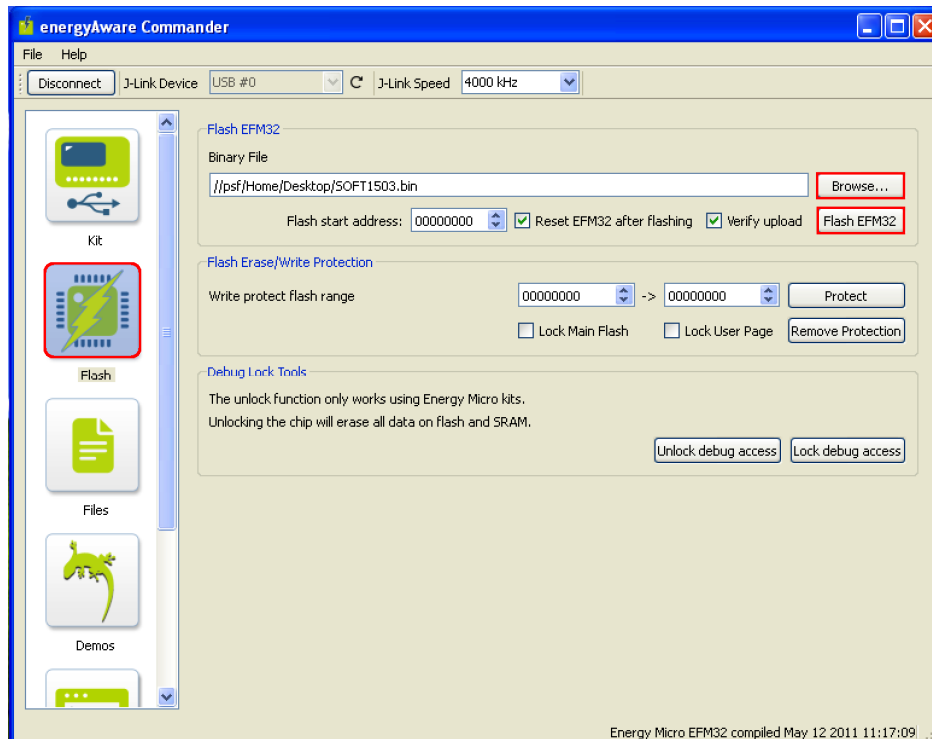 energyAware Commander
File Help
Disconnect J-Link Device USB #0 J-Link Speed 4000 kHz
Kit
Flash
Files
Demos
Flash EFM32
Binary File
//psf/Home/Desktop/SOFT1503.bin Browse...
Flash start address: 00000000 Reset EFM32 after flashing Verify upload Flash EFM32
Flash Erase/Write Protection
Write protect flash range 00000000 -> 00000000 Protect
Lock Main Flash Lock User Page Remove Protection
Debug Lock Tools
The unlock function only works using Energy Micro kits.
Unlocking the chip will erase all data on flash and SRAM.
Unlock debug access Lock debug access
Energy Micro EFM32 compiled May 12 2011 11:17:09